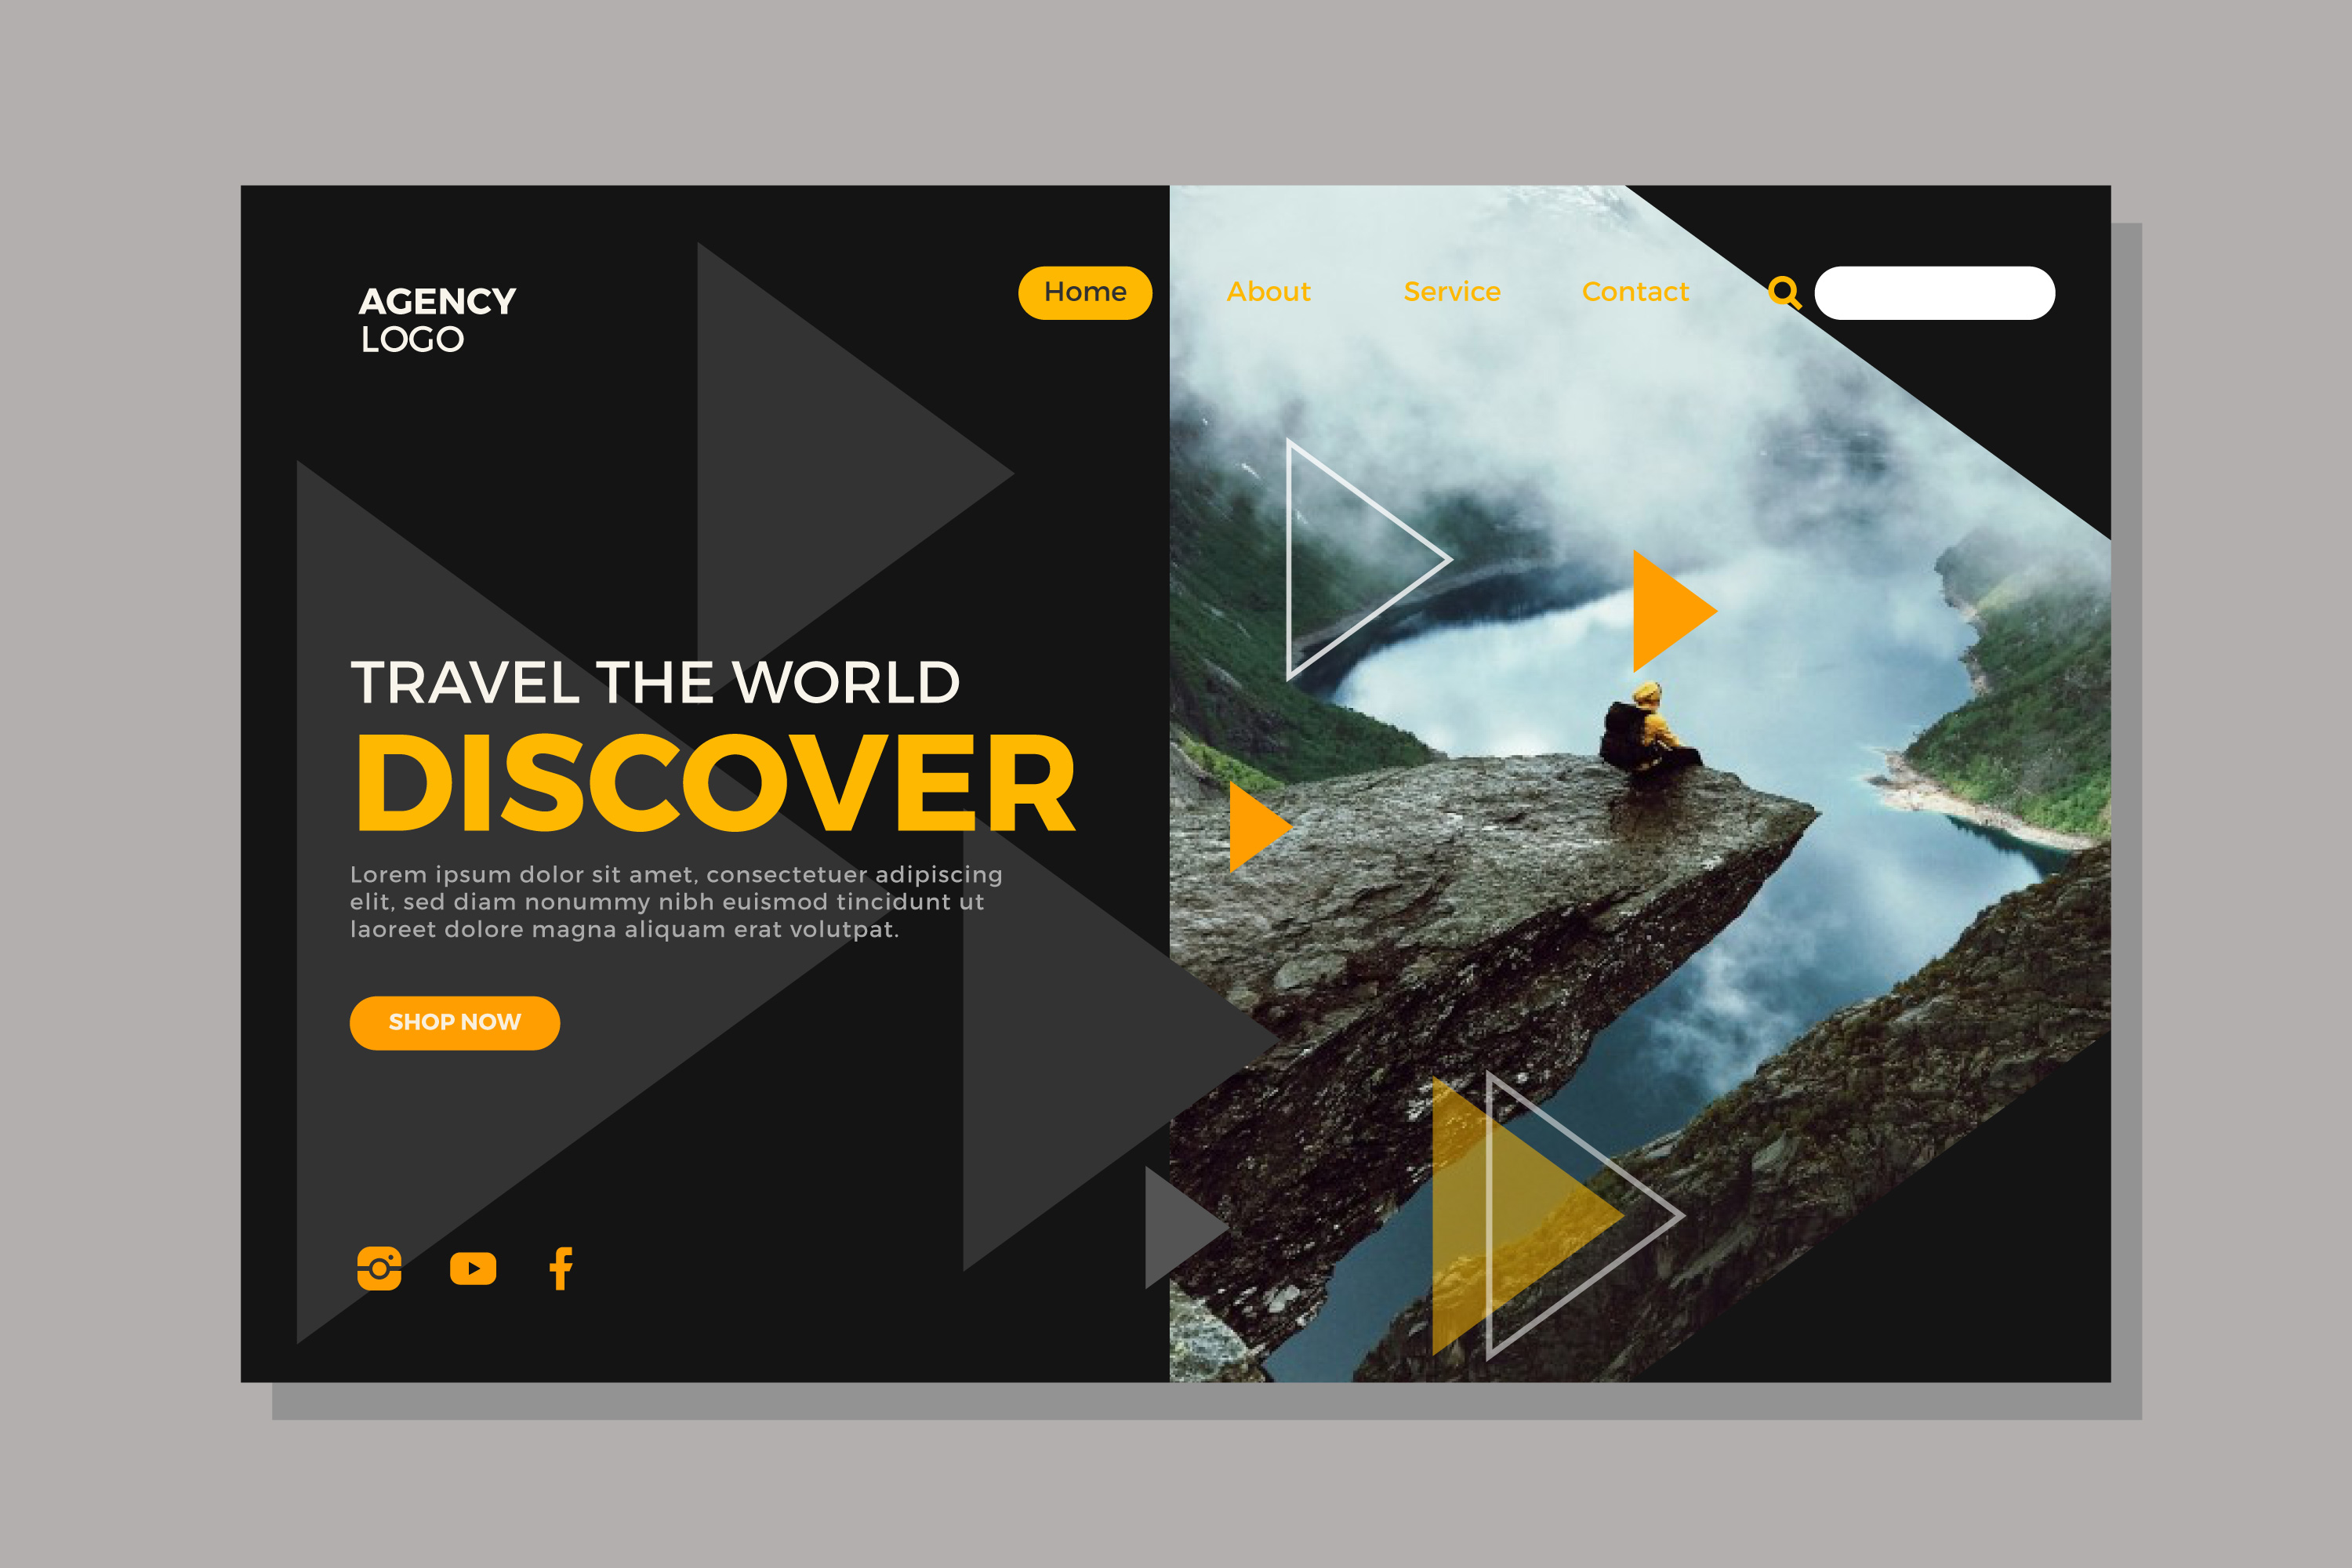 AGENCY
LOGO
Home
About
Service
Contact
TRAVEL THE WORLD
DISCOVER
Lorem ipsum dolor sit amet, consectetuer adipiscing
elit, sed diam nonummy nibh euismod tincidunt ut
laoreet dolore magna aliquam erat volutpat.
SHOP NOW